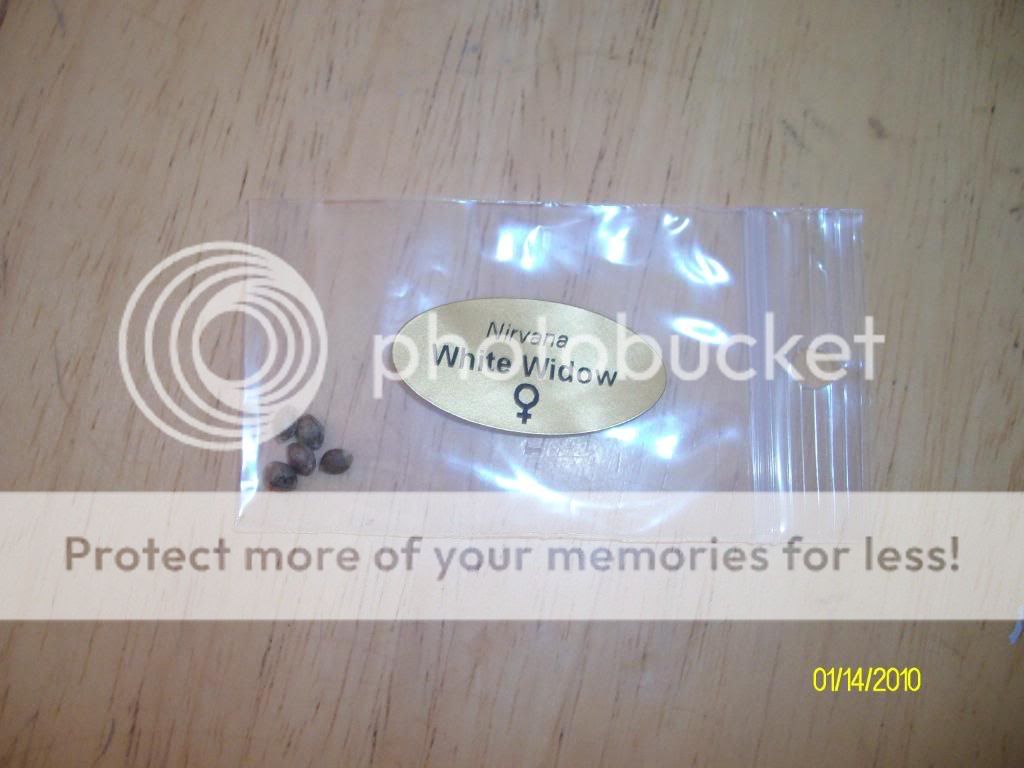 Nirvana
White Widow
♀
photobucket
Protect more of your memories for less!
01/14/2010